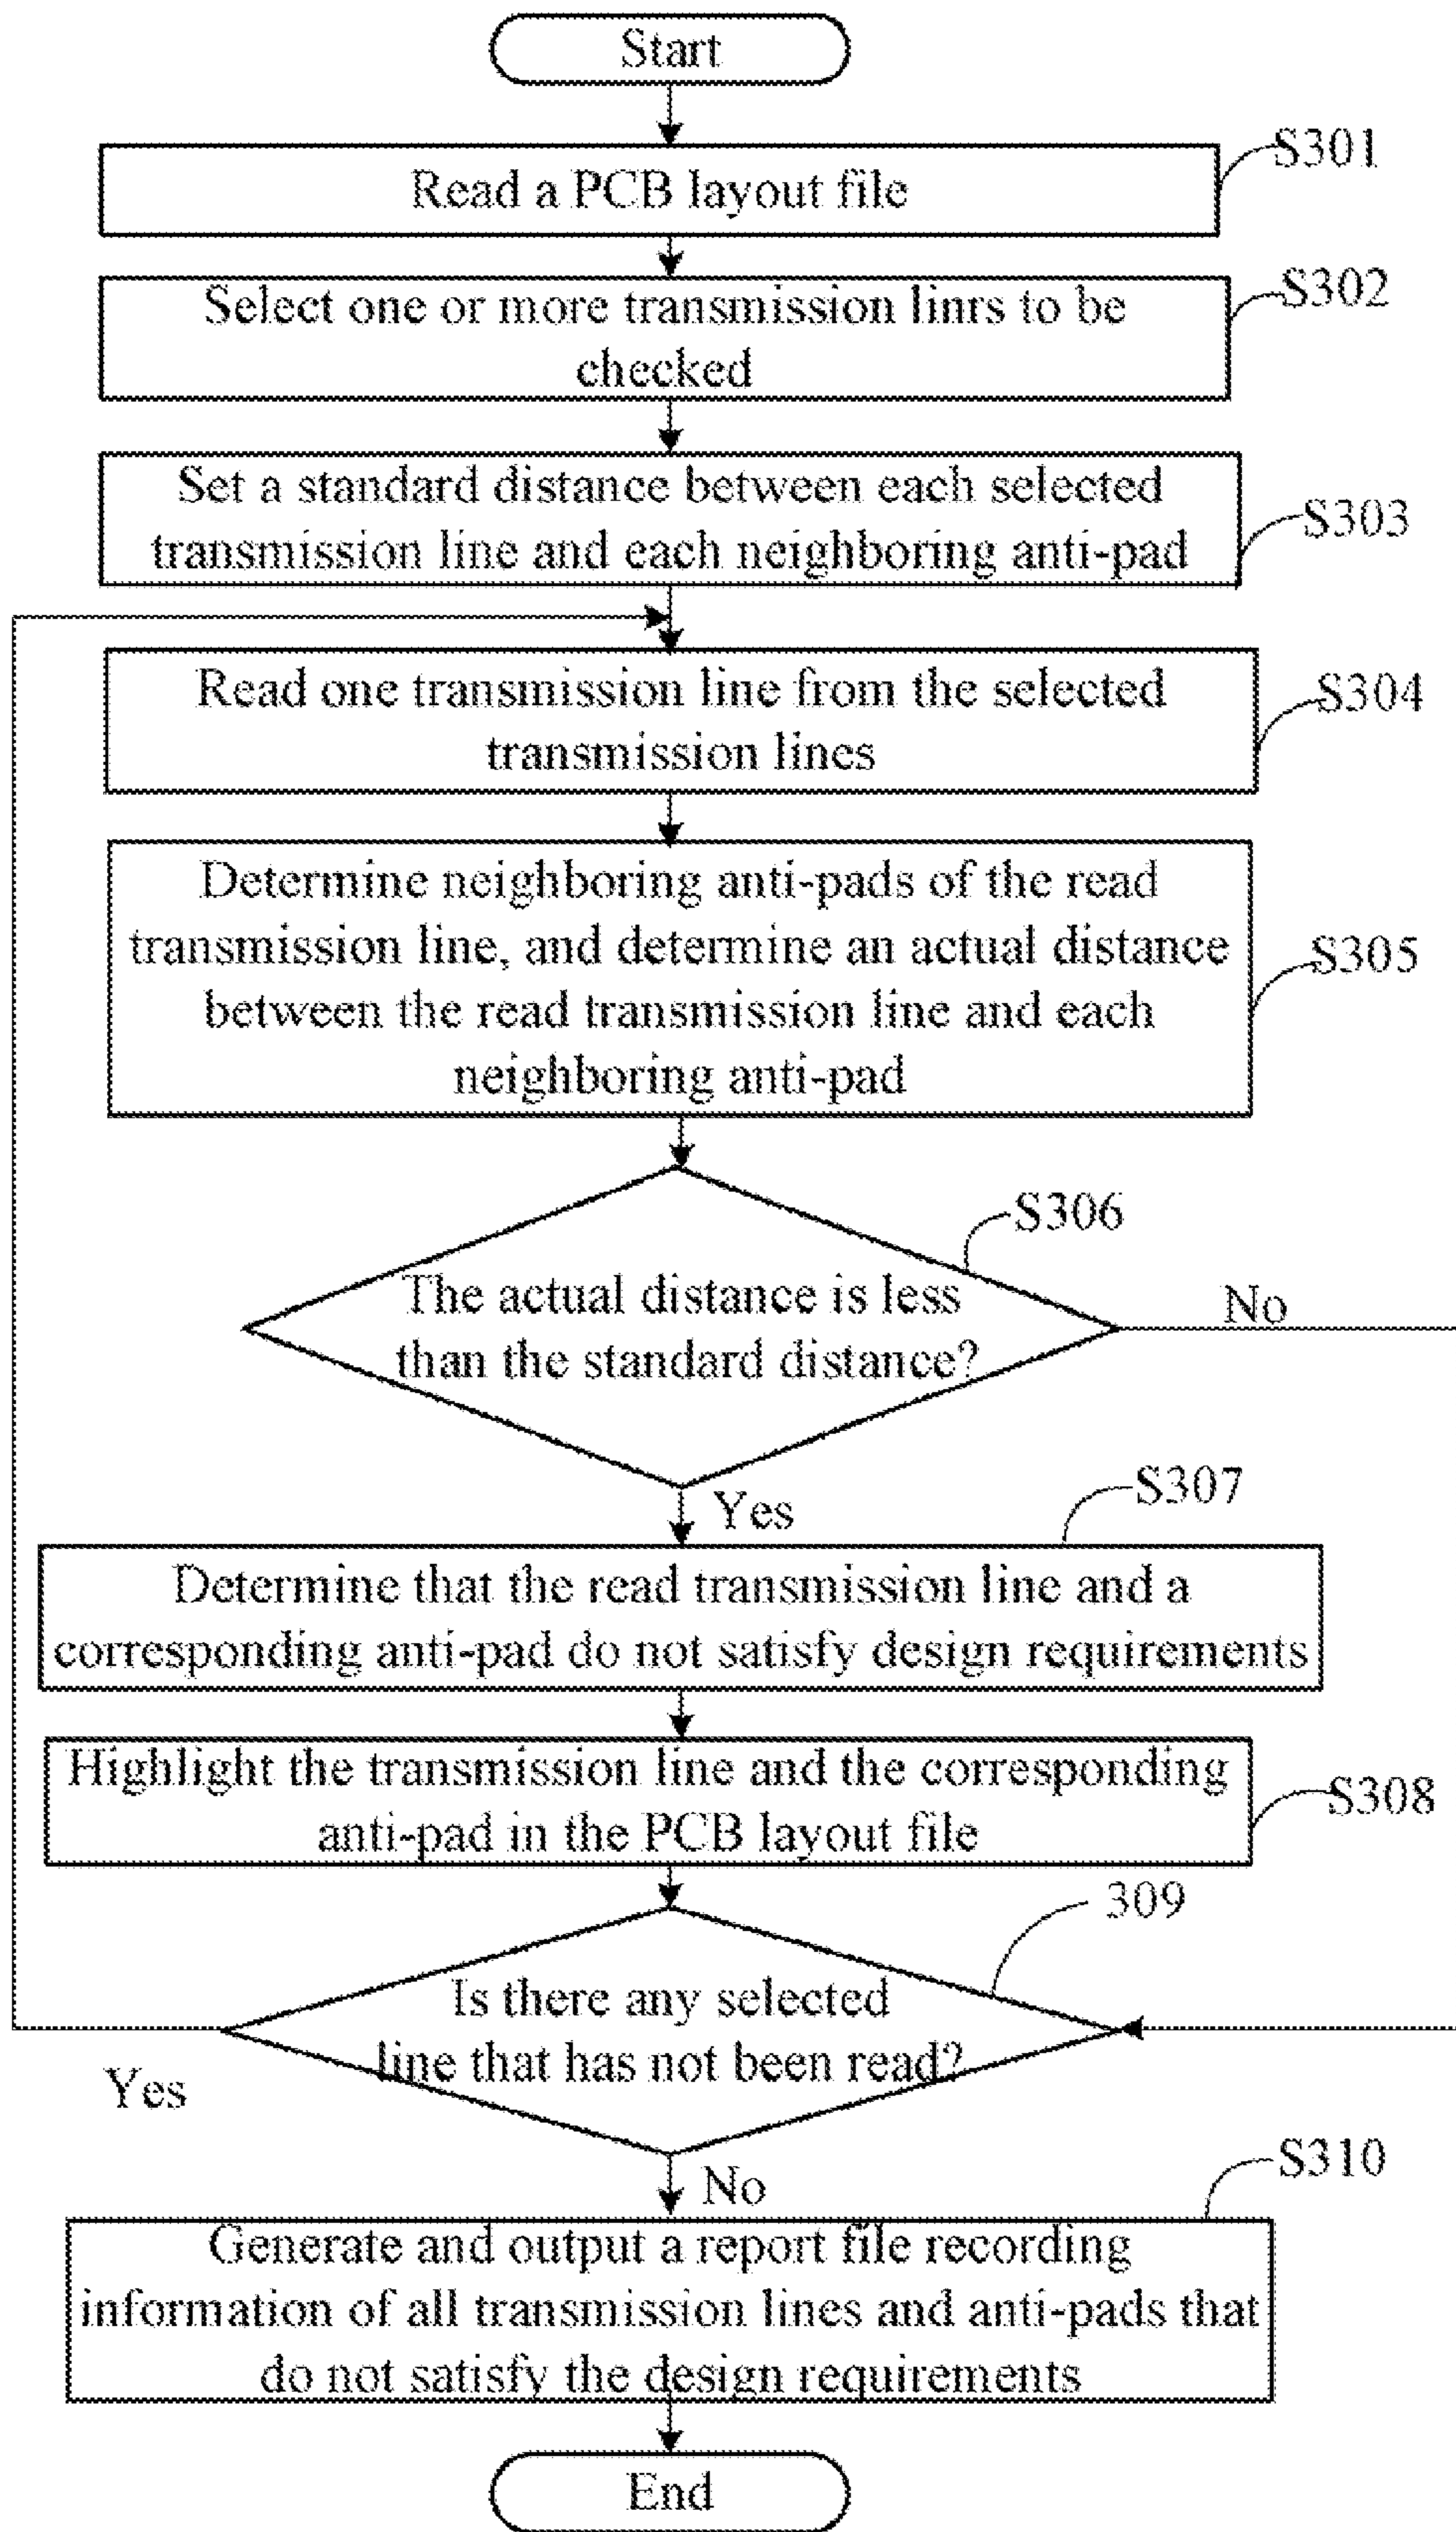 Start
S301
Read a PCB layout file
S302
Select one or more transmission linrs to be
checked
Set a standard distance between each selected
transmission line and each neighboring anti-pad
S303
Read one transmission line from the selected
transmission lines
S304
Determine neighboring anti-pads of the read
transmission line, and determine an actual distance
between the read transmission line and each
neighboring anti-pad
S305
S306
The actual distance is less
than the standard distance?
No
Yes
S307
Determine that the read transmission line and a
corresponding anti-pad do not satisfy design requirements
Highlight the transmission line and the corresponding
anti-pad in the PCB layout file
S308
309
Is there any selected
line that has not been read?
Yes
No
S310
Generate and output a report file recording
information of all transmission lines and anti-pads that
do not satisfy the design requirements
End